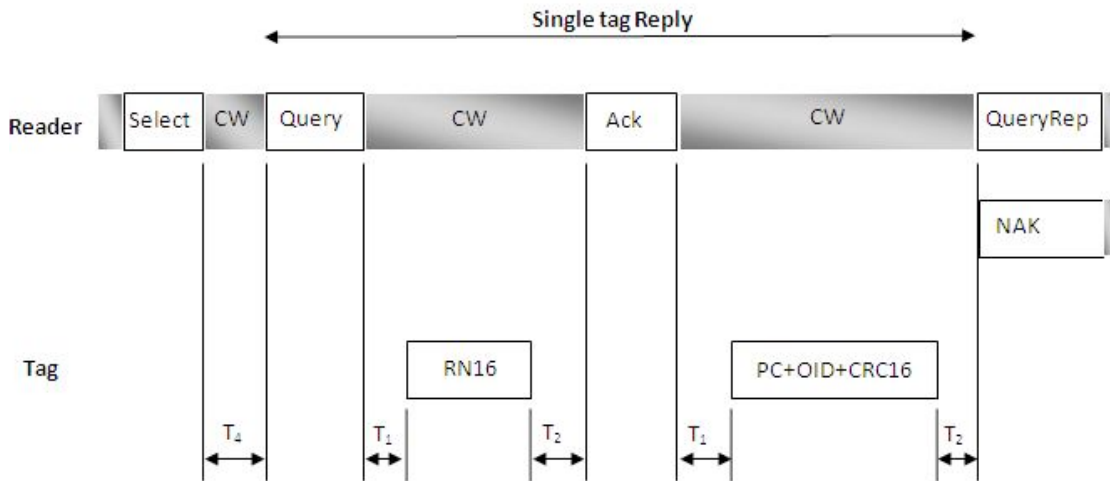 Single tag Reply
Reader
Select
CW
Query
CW
Ack
CW
QueryRep
NAK
Tag
RN16
PC+OID+CRC16
T4
T1
T2
T1
T2